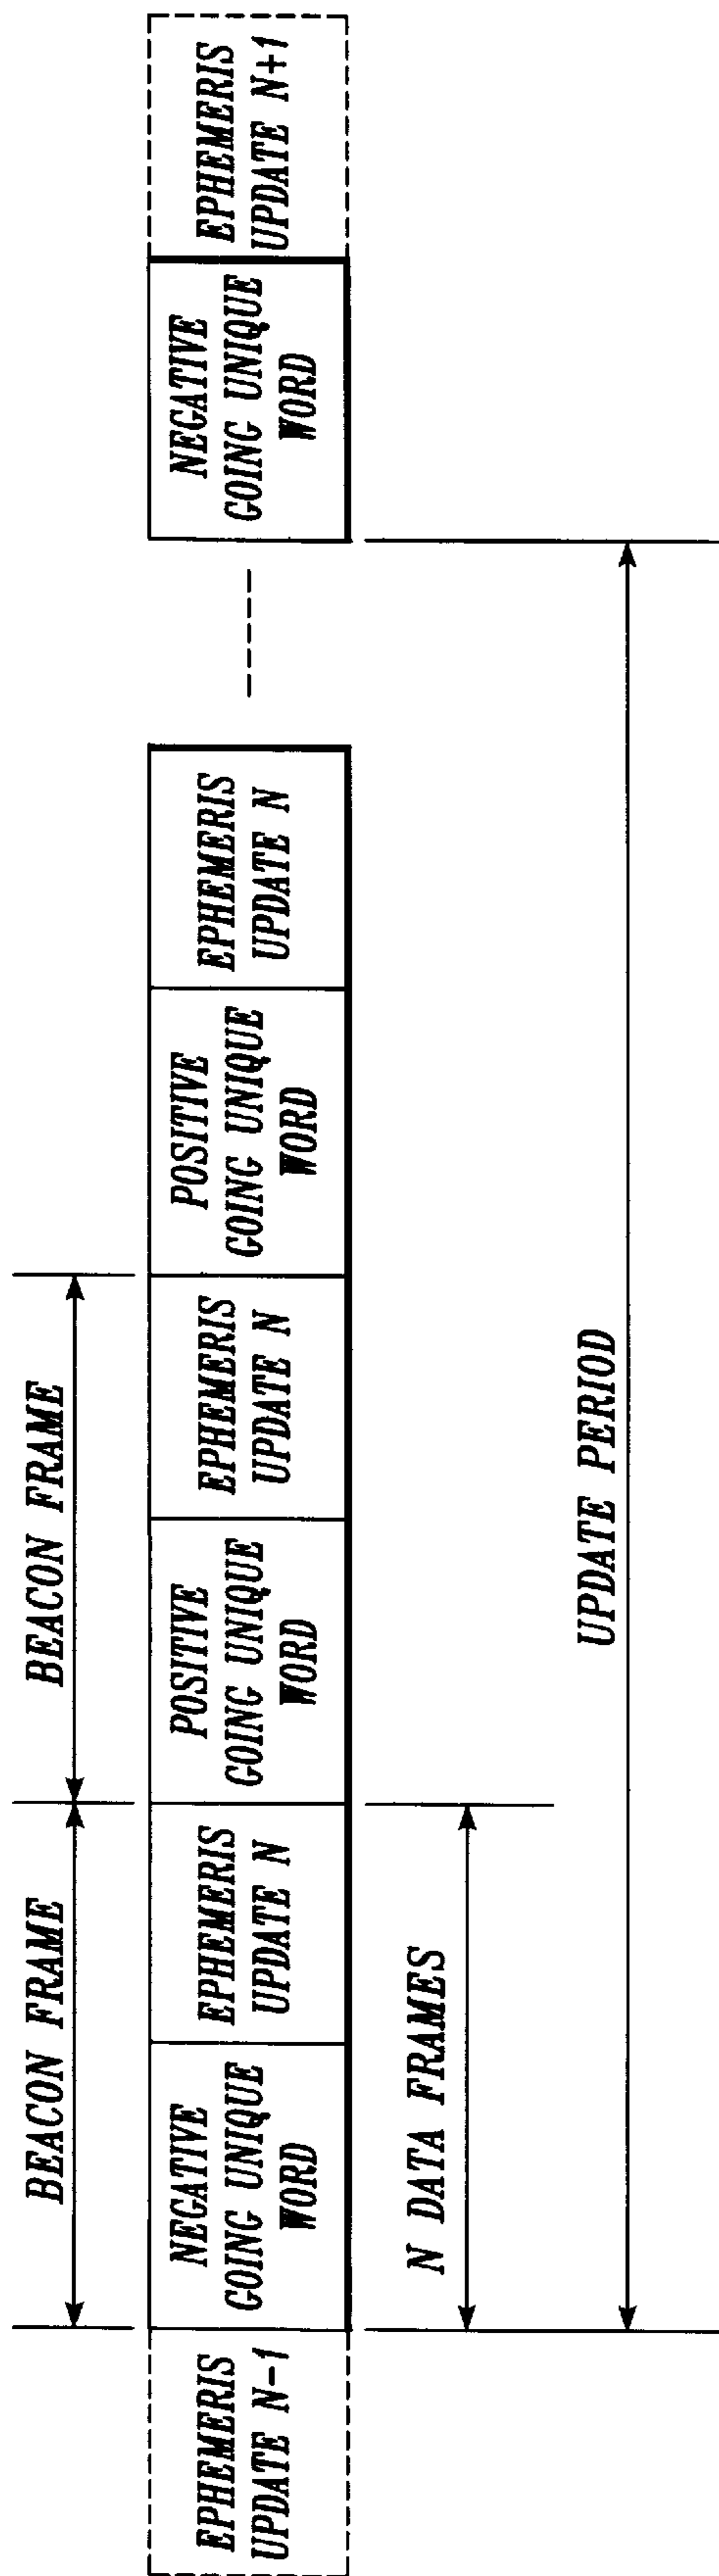 BEACON FRAME
BEACON FRAME
EPHEMERIS
UPDATE N-1
NEGATIVE
GOING UNIQUE
WORD
EPHEMERIS
UPDATE N
POSITIVE
GOING UNIQUE
WORD
EPHEMERIS
UPDATE N
POSITIVE
GOING UNIQUE
WORD
EPHEMERIS
UPDATE N
NEGATIVE
GOING UNIQUE
WORD
EPHEMERIS
UPDATE N+1
N DATA FRAMES
UPDATE PERIOD